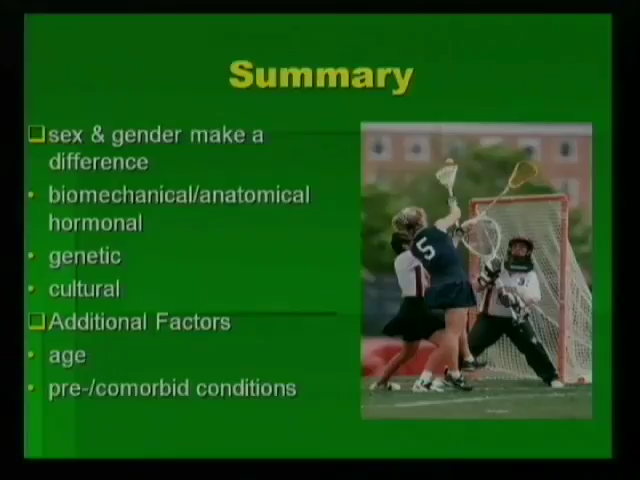 Summary
sex & gender make a
difference
biomechanical/anatomical
hormonal
genetic
cultural
Additional Factors
age
pre-/comorbid conditions
5